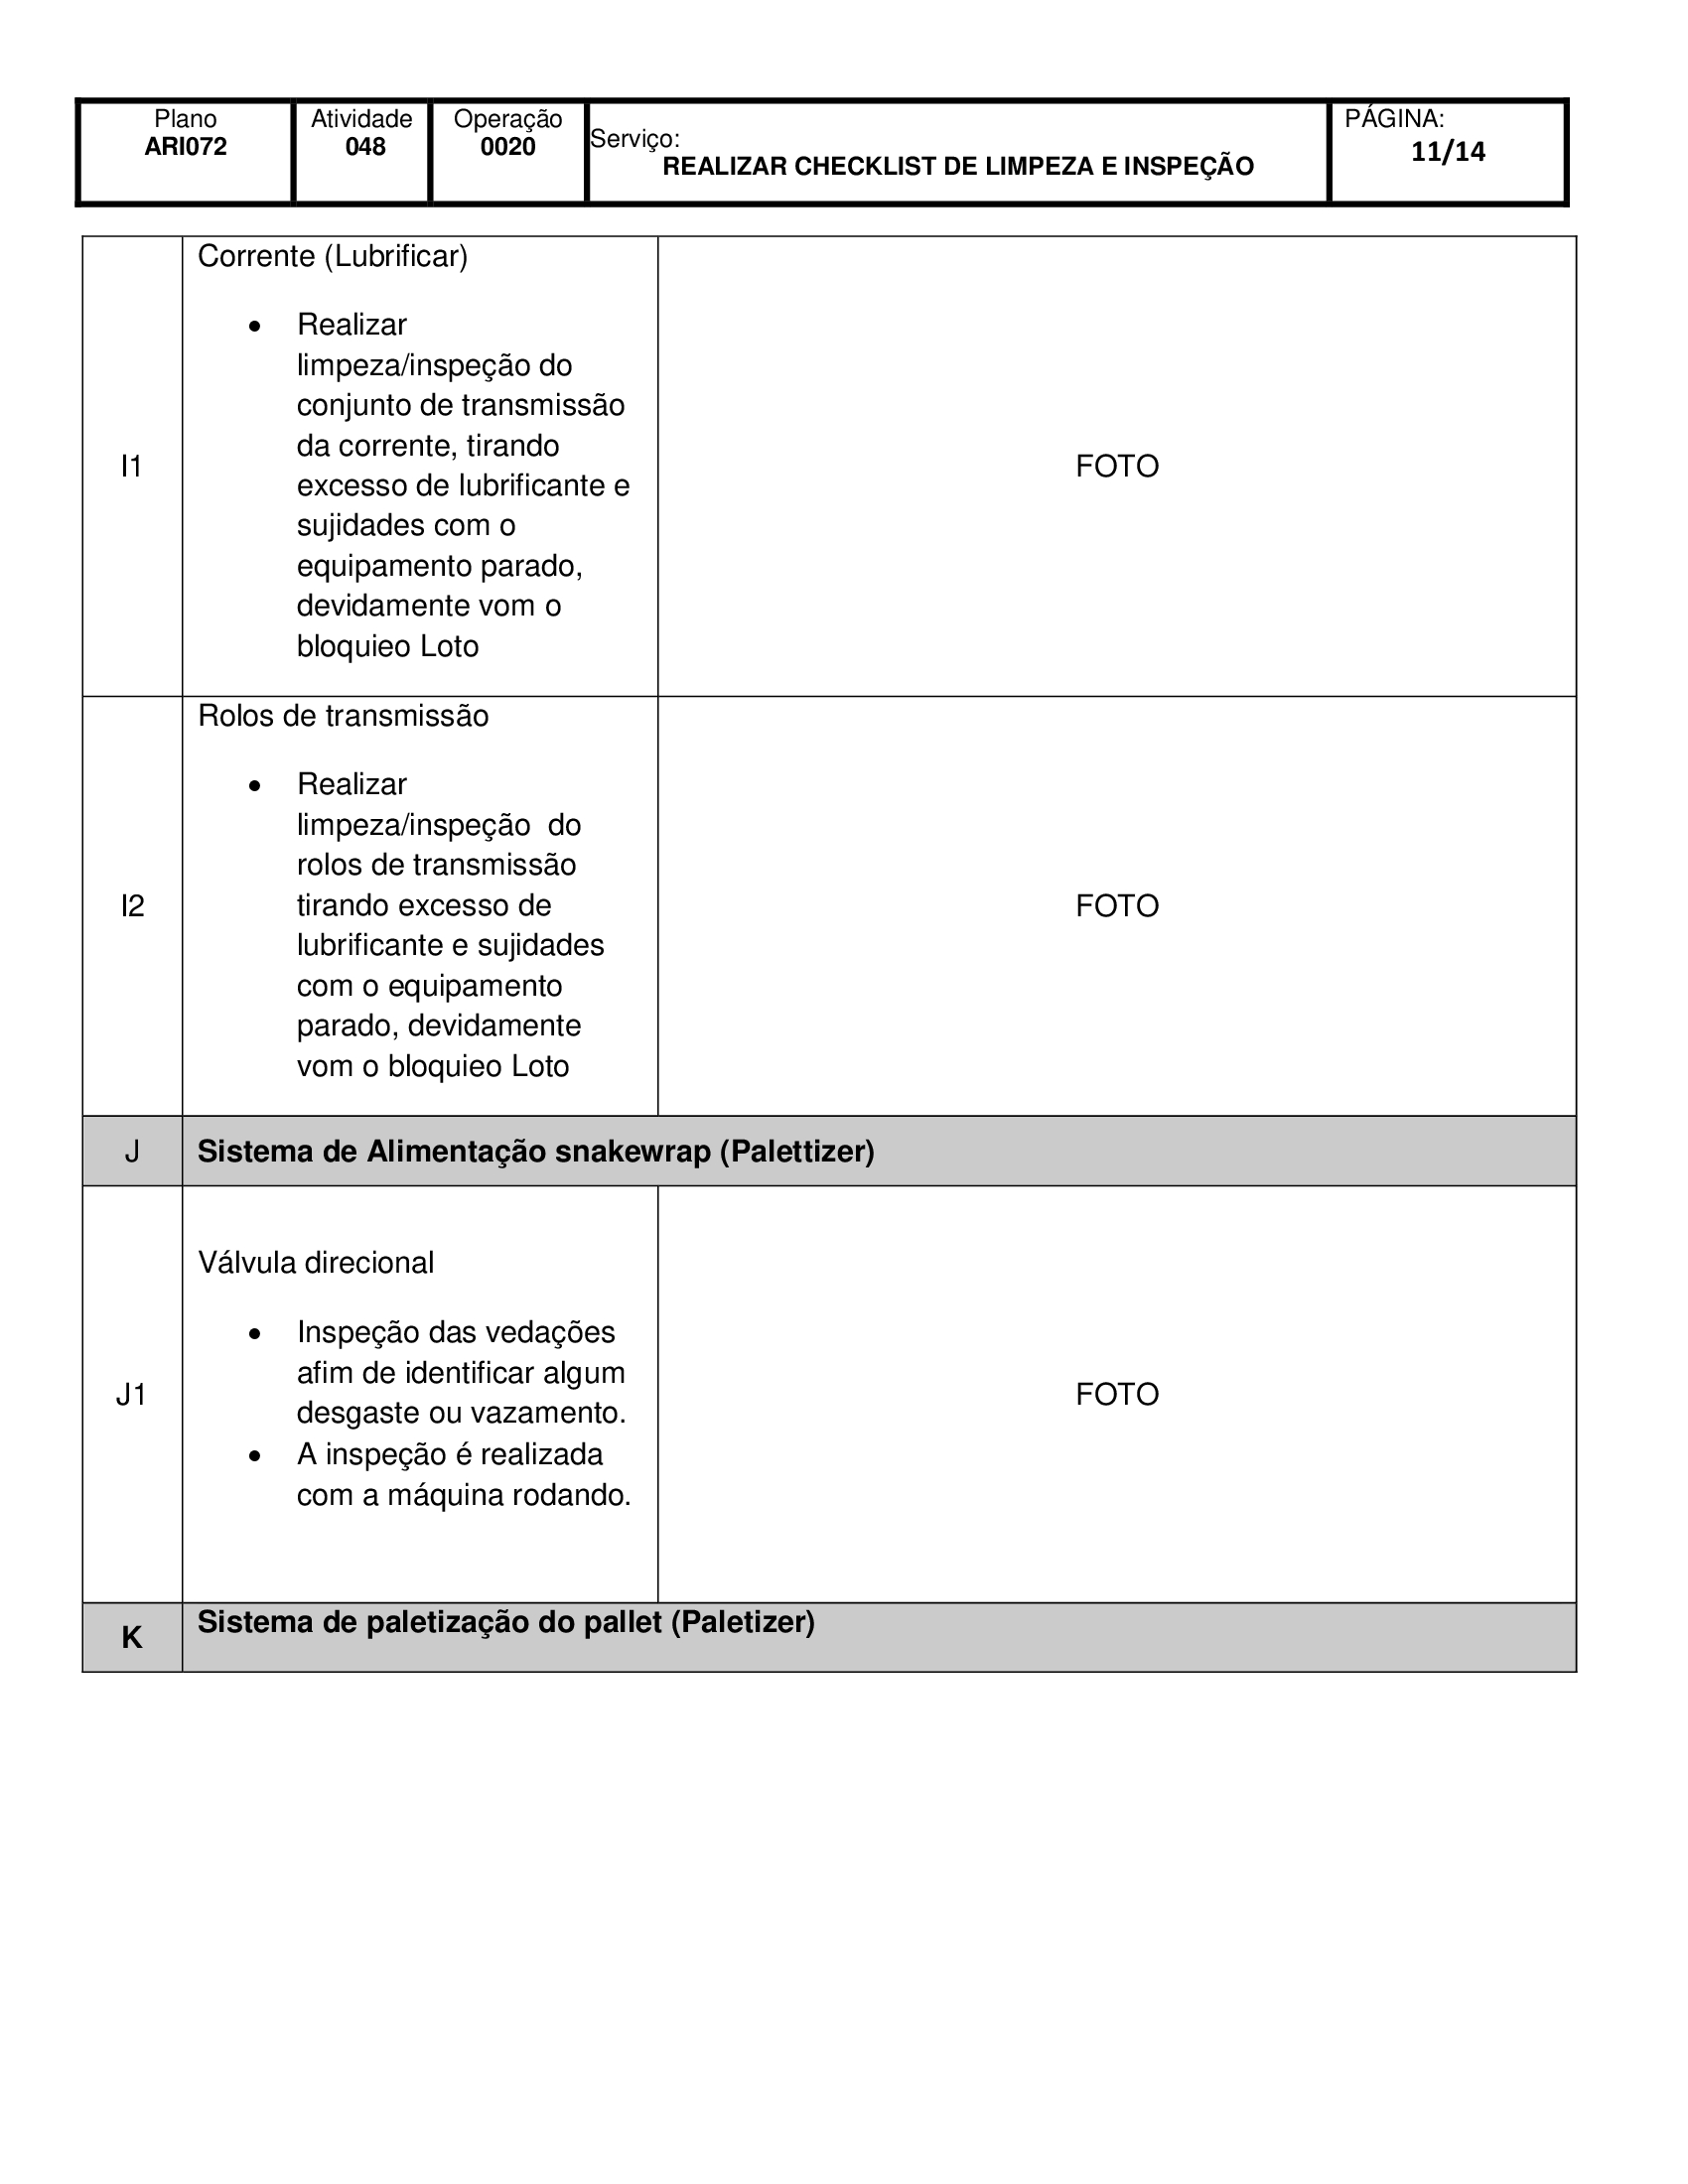 Plano
ARI072
Atividade
048
Operação
0020
Serviço:
REALIZAR CHECKLIST DE LIMPEZA E INSPEÇÃO
PÁGINA:
11/14
I1
Corrente (Lubrificar)
• Realizar
limpeza/inspeção do
conjunto de transmissão
da corrente, tirando
excesso de lubrificante e
sujidades com o
equipamento parado,
devidamente vom o
bloquieo Loto
FOTO
I2
Rolos de transmissão
• Realizar
limpeza/inspeção  do
rolos de transmissão
tirando excesso de
lubrificante e sujidades
com o equipamento
parado, devidamente
vom o bloquieo Loto
FOTO
J
Sistema de Alimentação snakewrap (Palettizer)
J1
Válvula direcional
• Inspeção das vedações
afim de identificar algum
desgaste ou vazamento.
• A inspeção é realizada
com a máquina rodando.
FOTO
K
Sistema de paletização do pallet (Paletizer)